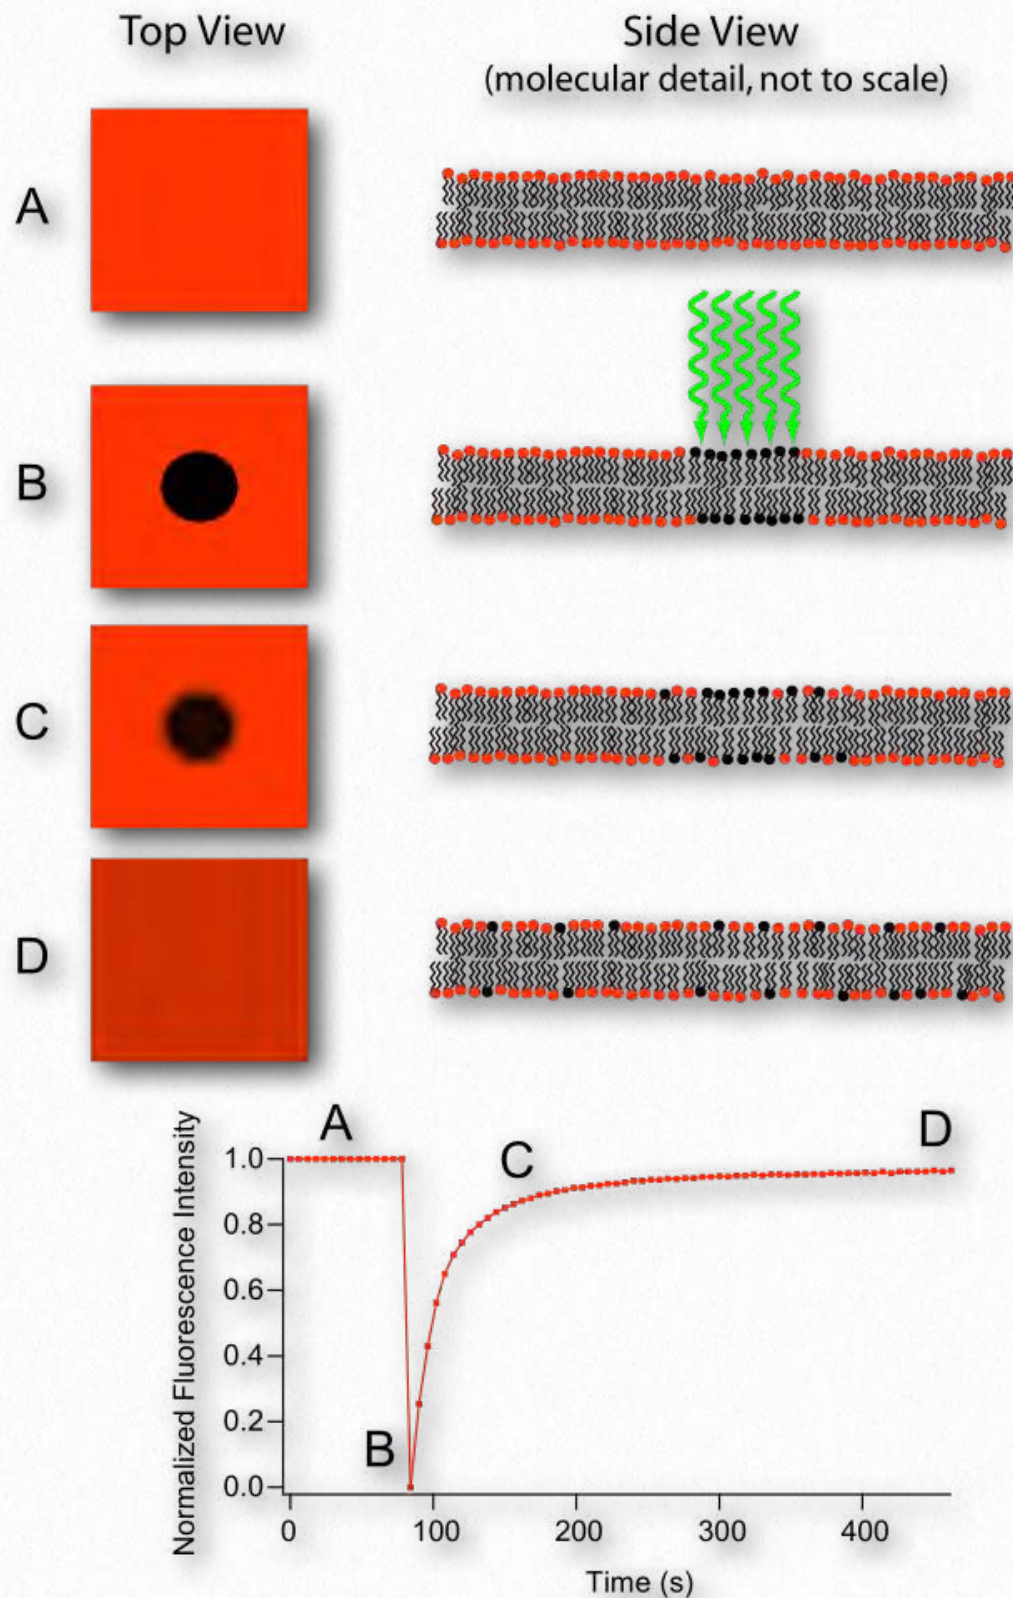 Top View
Side View
(molecular detail, not to scale)
A
B
C
D
A
B
C
D
Normalized Fluorescence Intensity
1.0
0.8
0.6
0.4
0.2
0.0
0
100
200
300
400
Time (s)